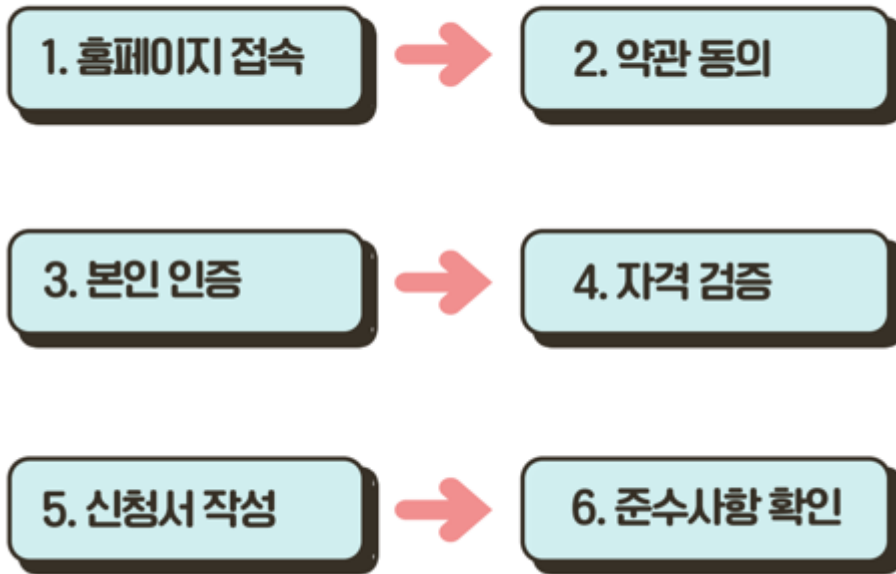 1. 홈페이지 접속
2. 약관 동의
3. 본인 인증
4. 자격 검증
5. 신청서 작성
6. 준수사항 확인